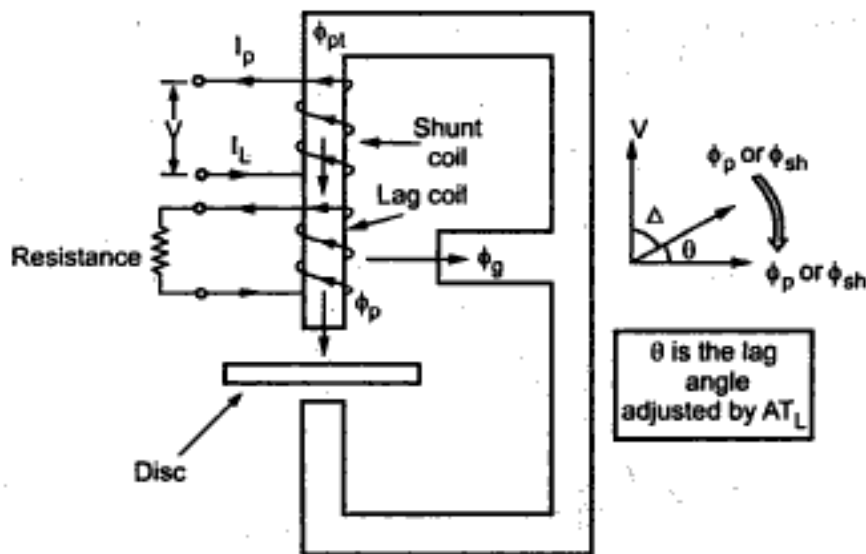 ϕpt
Ip
V
Shunt
coil
IL
Lag coil
Resistance
ϕg
ϕp
Disc
V
ϕp or ϕsh
Δ
θ
ϕp or ϕsh
θ is the lag
angle
adjusted by ATL